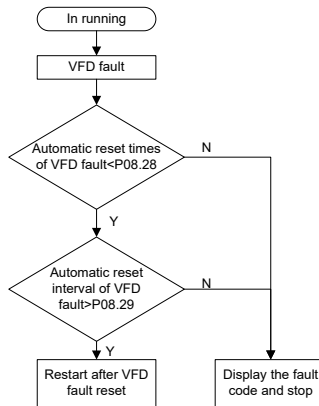 In running
VFD fault
Automatic reset times
of VFD fault<P08.28
N
Y
Automatic reset
interval of VFD
fault>P08.29
N
Y
Restart after VFD
fault reset
Display the fault
code and stop